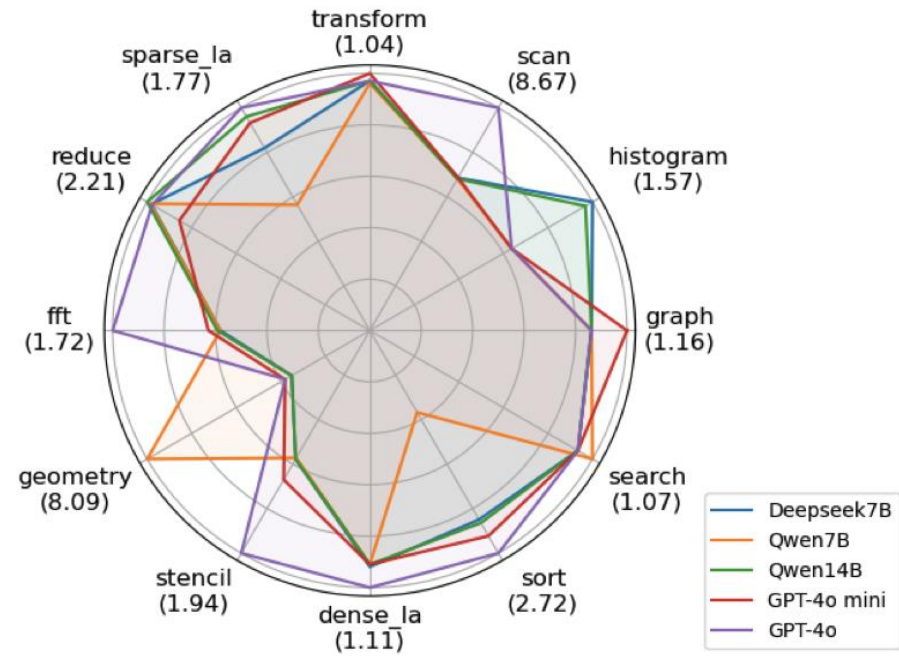 transform
(1.04)
scan
(8.67)
sparse_la
(1.77)
histogram
(1.57)
reduce
(2.21)
graph
(1.16)
fft
(1.72)
search
(1.07)
geometry
(8.09)
sort
(2.72)
stencil
(1.94)
dense_la
(1.11)
Deepseek7B
Qwen7B
Qwen14B
GPT-4o mini
GPT-4o